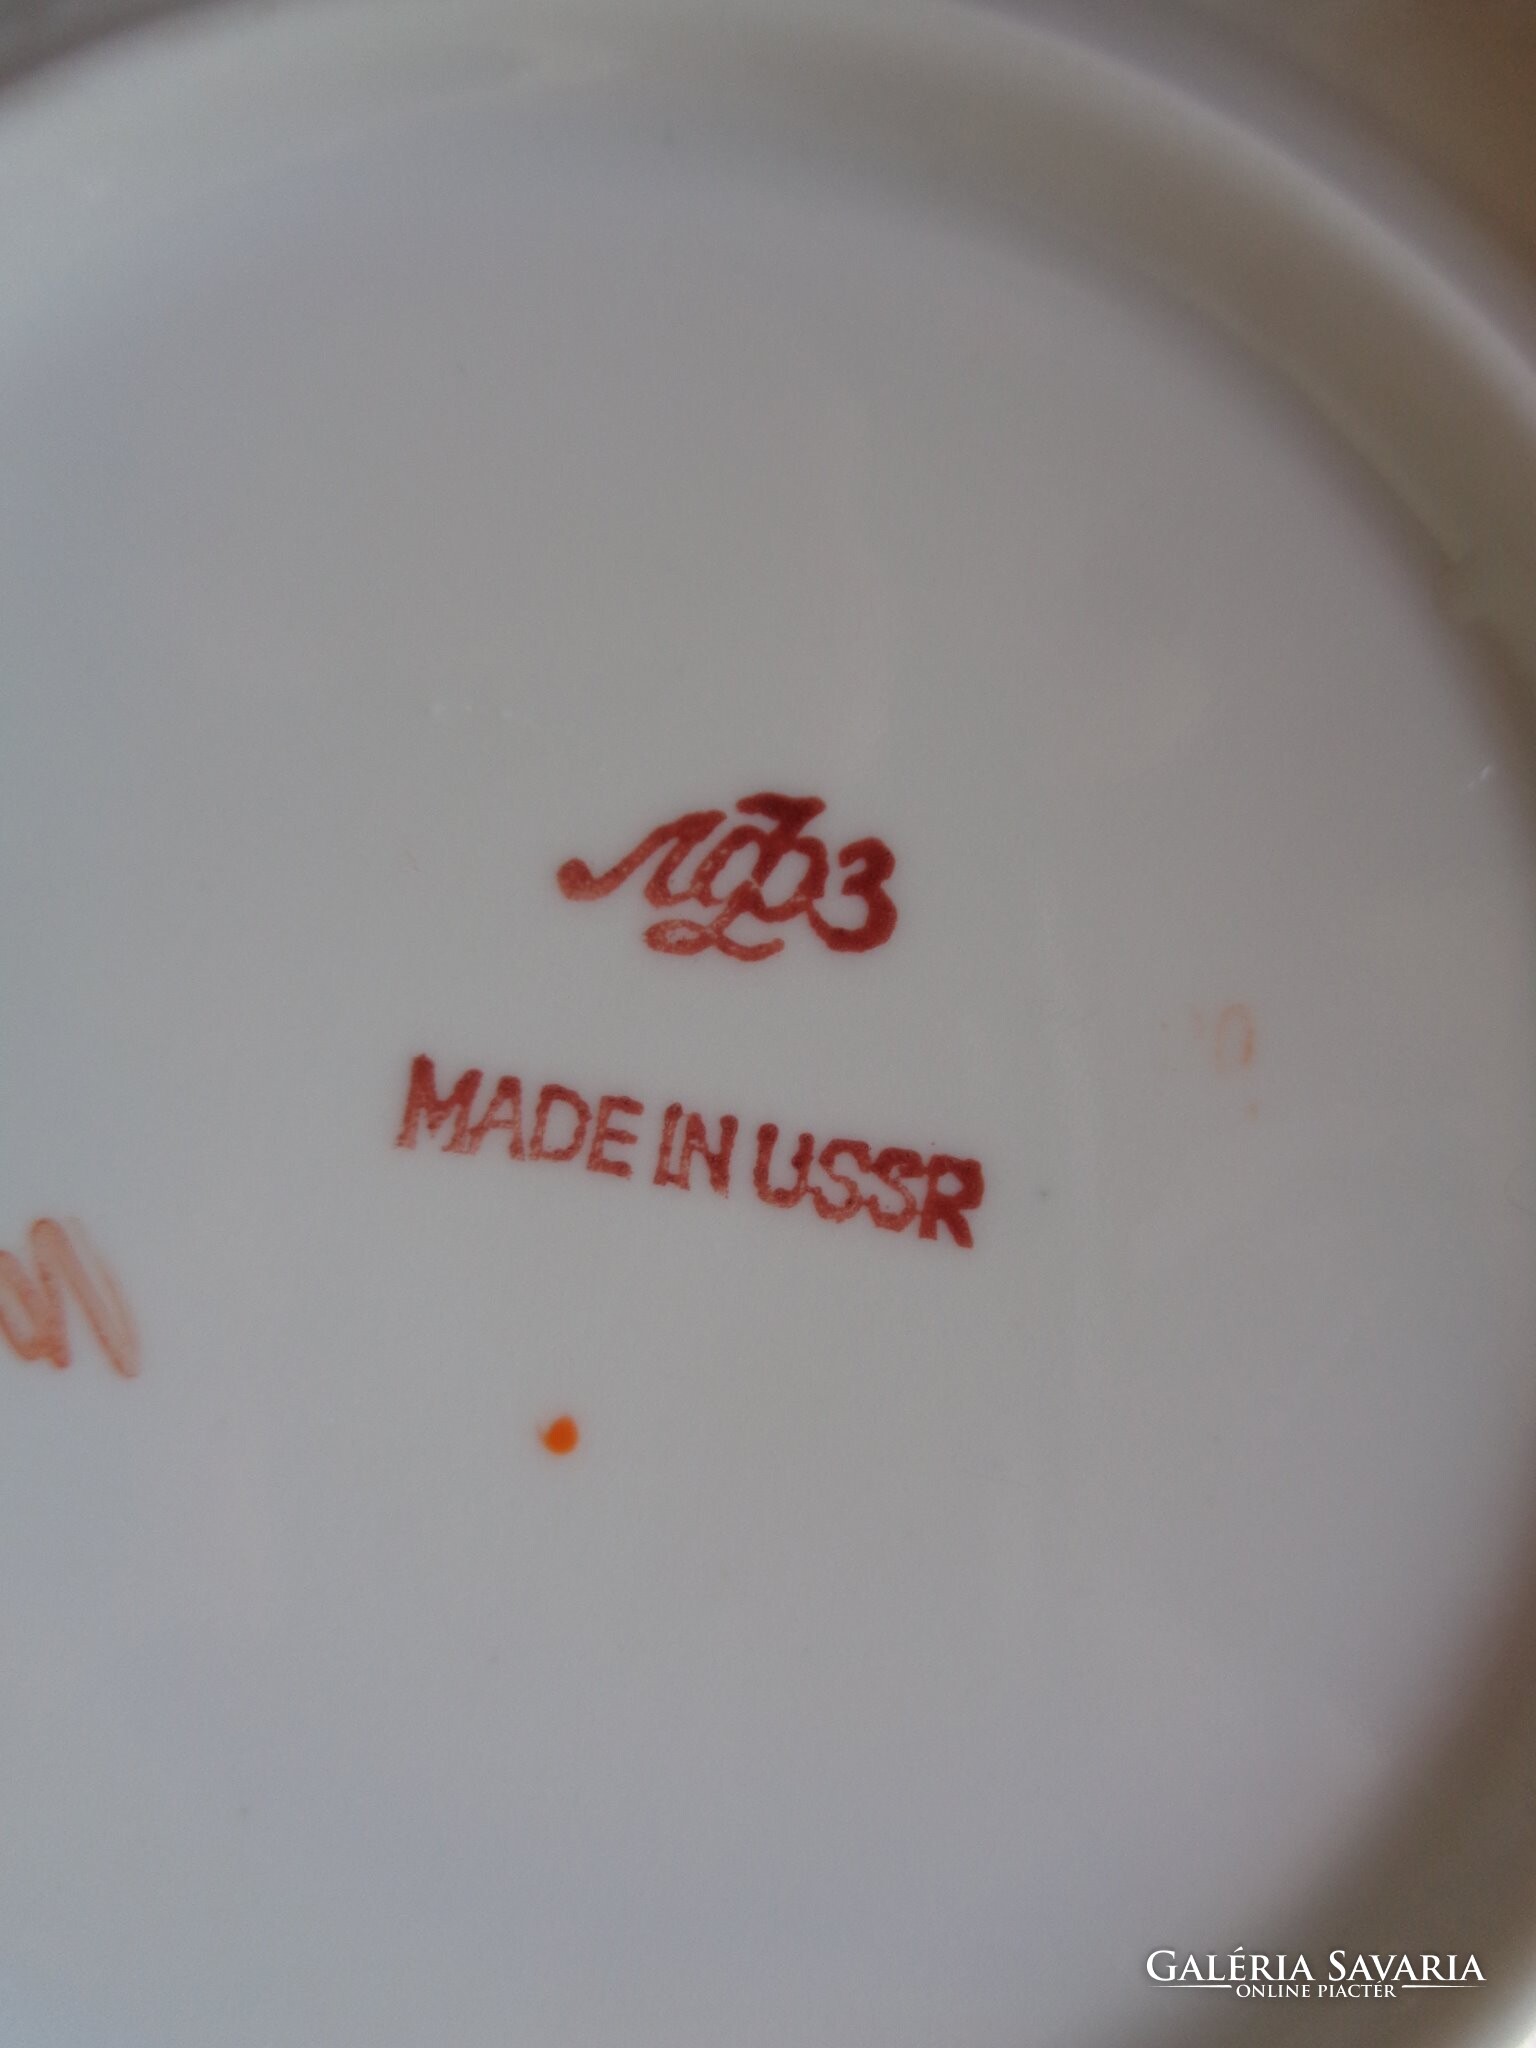 ЛФЗ
MADE IN USSR
GALÉRIA SAVARIA
ONLINE PIACTÉR